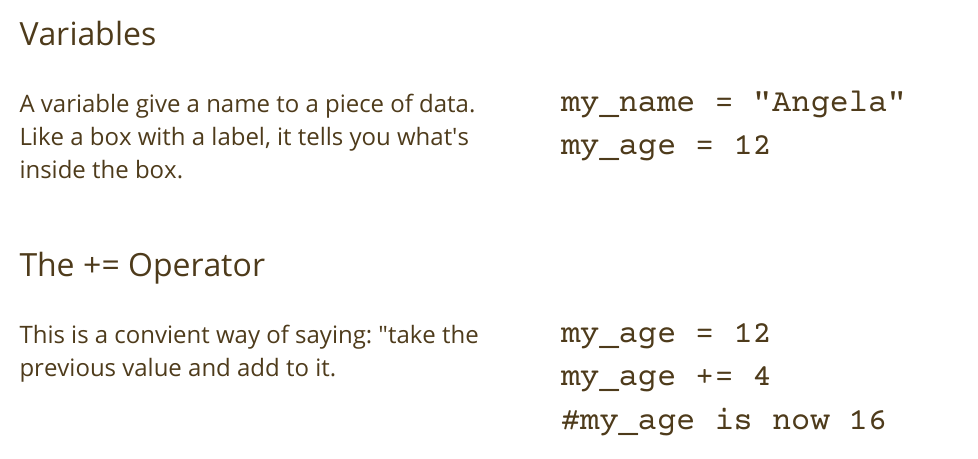 Variables
A variable give a name to a piece of data.
Like a box with a label, it tells you what's
inside the box.
my_name = "Angela"
my_age = 12
The += Operator
This is a convient way of saying: "take the
previous value and add to it.
my_age = 12
my_age += 4
#my_age is now 16